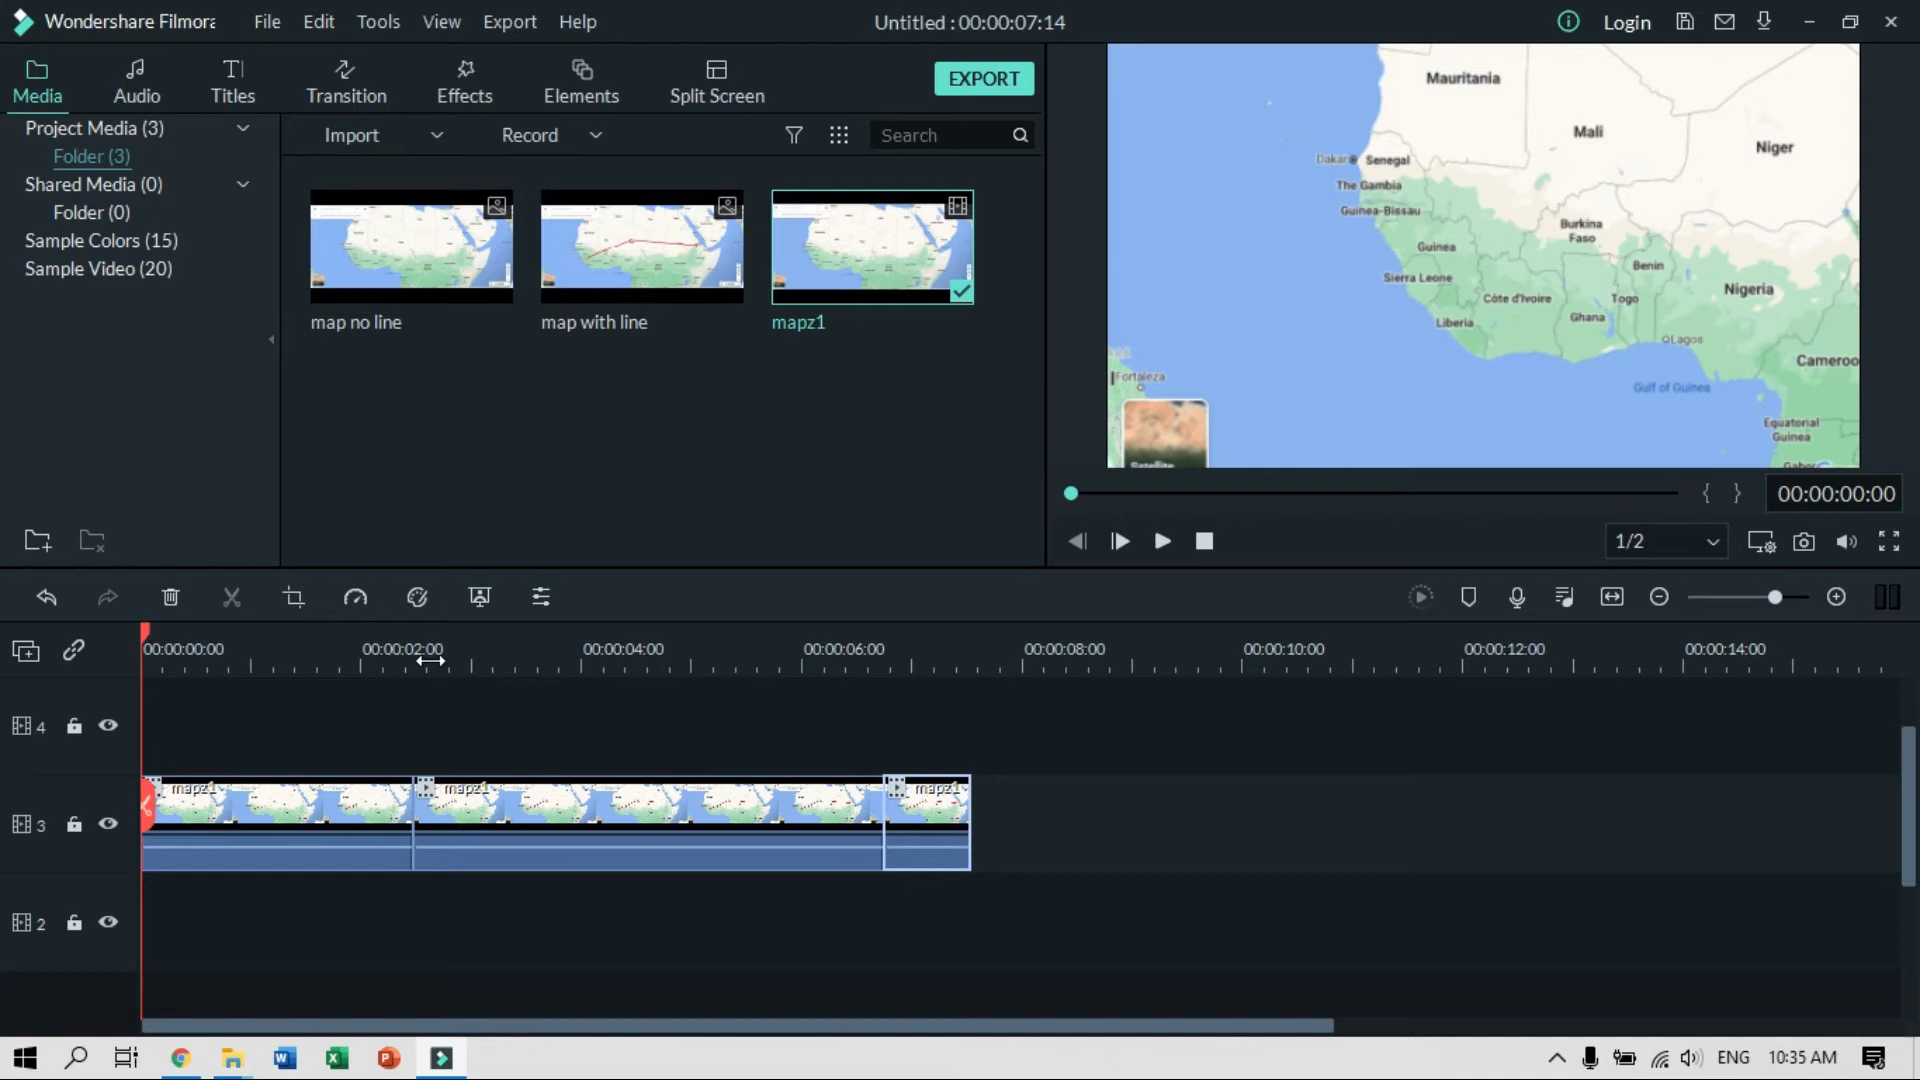 Wondershare Filmora File Edit Tools View Export Help Untitled : 00:00:07:14 Login
Media Audio Titles Transition Effects Elements Split Screen EXPORT
Project Media (3) Import Record Search
Folder (3)
Shared Media (0)
Folder (0)
Sample Colors (15)
Sample Video (20)
map no line map with line mapz1
Mauritania
Mali
Niger
Dakar Senegal
The Gambia
Guinea-Bissau
Burkina
Faso
Guinea
Benin
Sierra Leone
Nigeria
Côte d'Ivoire Togo
Ghana
Liberia
Lagos
Cameroo
Fortaleza
Gulf of Guinea
Equatorial
Guinea
Satellite
00:00:00:00
1/2
00:00:00:00 00:00:02:00 00:00:04:00 00:00:06:00 00:00:08:00 00:00:10:00 00:00:12:00 00:00:14:00
4
mapz1 mapz1 mapz1
3
2
ENG 10:35 AM